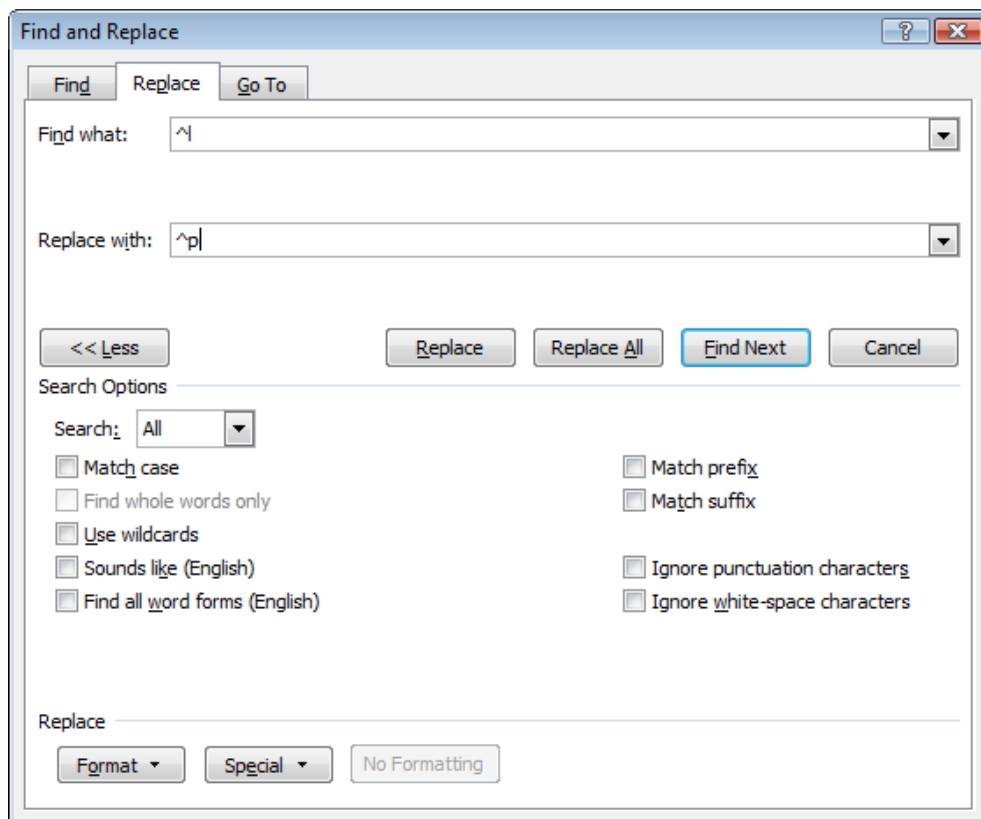 Find and Replace
Find Replace Go To
Find what: ^l
Replace with: ^p
<< Less Replace Replace All Find Next Cancel
Search Options
Search: All
Match case Match prefix
Find whole words only Match suffix
Use wildcards
Sounds like (English) Ignore punctuation characters
Find all word forms (English) Ignore white-space characters
Replace
Format Special No Formatting